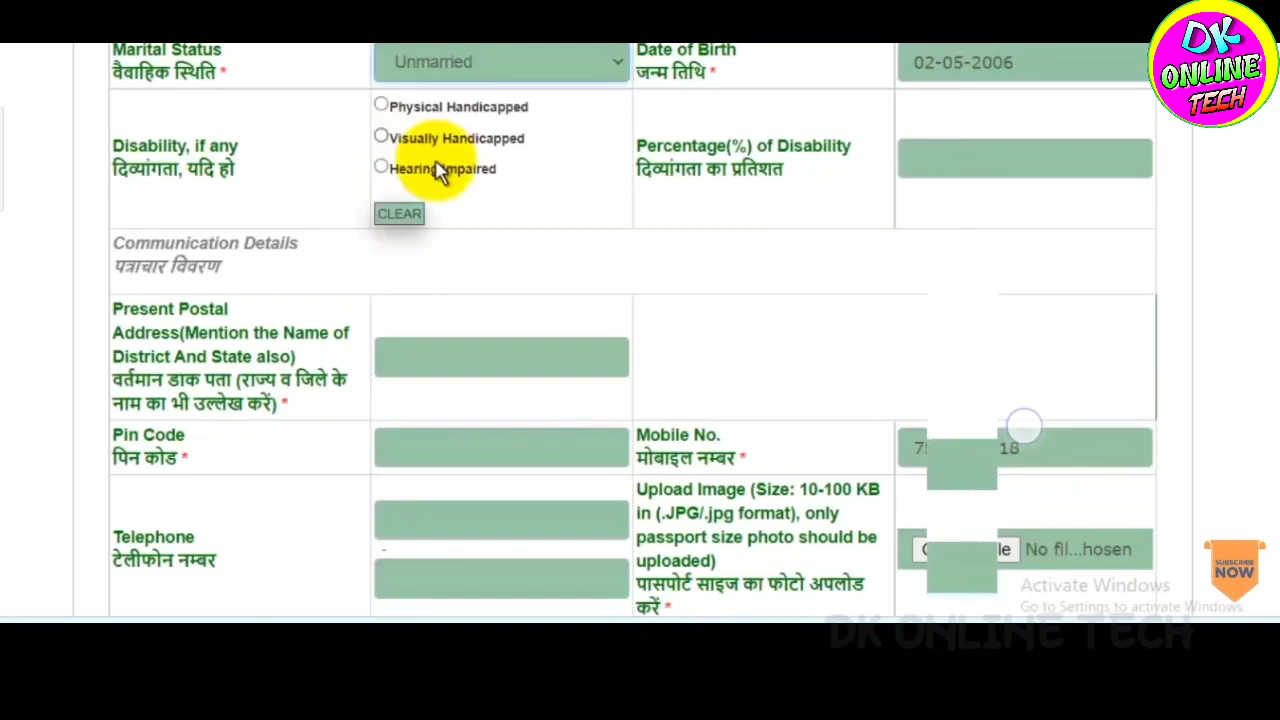 Marital Status
वैवाहिक स्थिति *
Unmarried
Date of Birth
जन्म तिथि *
02-05-2006
DK
ONLINE
TECH
Disability, if any
दिव्यांगता, यदि हो
Physical Handicapped
Visually Handicapped
Hearing Impaired
CLEAR
Percentage(%) of Disability
दिव्यांगता का प्रतिशत
Communication Details
पत्राचार विवरण
Present Postal
Address(Mention the Name of
District And State also)
वर्तमान डाक पता (राज्य व जिले के
नाम का भी उल्लेख करें) *
Pin Code
पिन कोड *
Mobile No.
मोबाइल नम्बर *
18
Telephone
टेलीफोन नम्बर
-
Upload Image (Size: 10-100 KB
in (.JPG/.jpg format), only
passport size photo should be
uploaded)
पासपोर्ट साइज का फोटो अपलोड
करें *
No fil...hosen
SUBSCRIBE
NOW
Activate Windows
Go to Settings to activate Windows.
DK ONLINE TECH